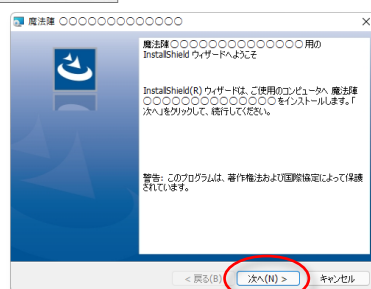 魔法陣 ○○○○○○○○○○○○○○
魔法陣○○○○○○○○○○○○○○用の
InstallShield ウィザードへようこそ
InstallShield(R) ウィザードは、ご使用のコンピュータへ 魔法陣
○○○○○○○○○○○○○○をインストールします。「
次へ」をクリックして、続行してください。
警告: このプログラムは、著作権法および国際協定によって保護
されています。
< 戻る(B) 次へ(N) > キャンセル